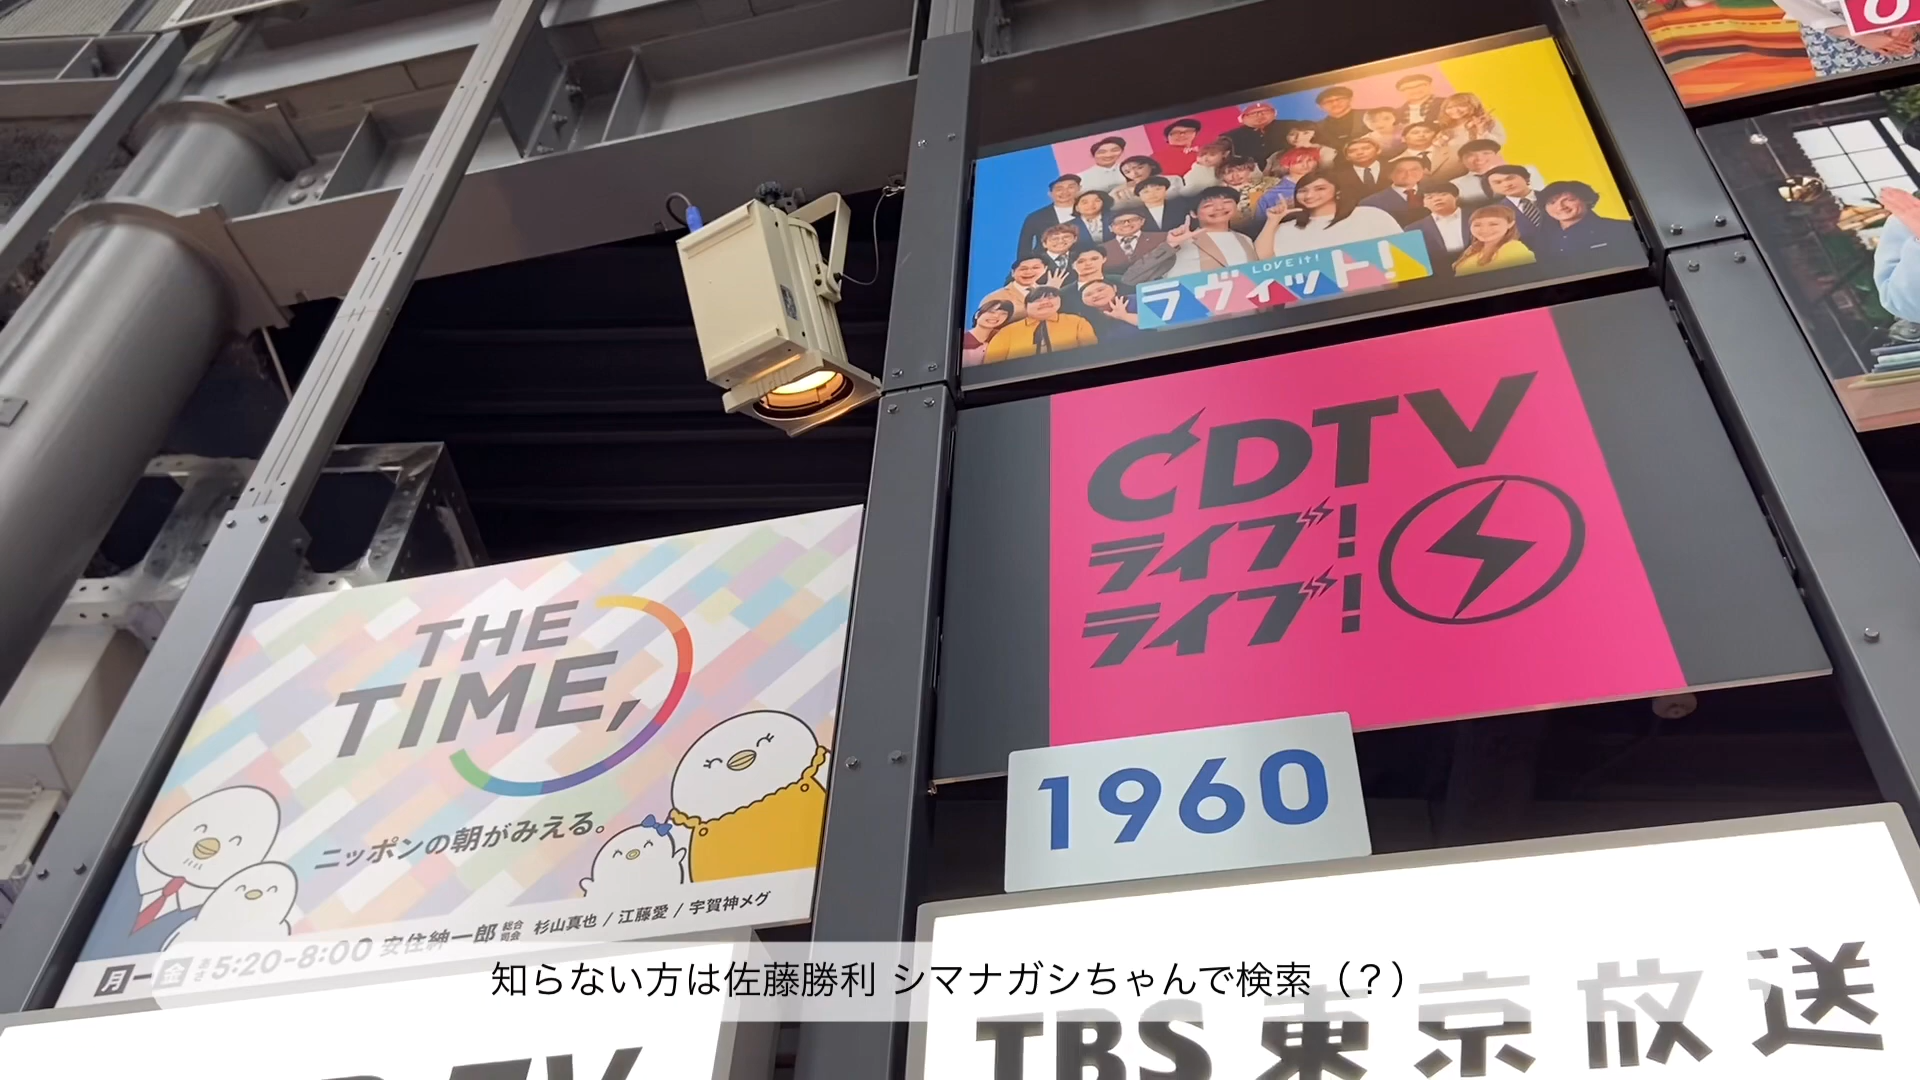 LOVE it!
ラヴィット!
CDTV
ライブ!
ライブ!
THE
TIME,
ニッポンの朝がみえる。
月-金 あさ5:20-8:00 安住紳一郎 総合司会 杉山真也 / 江藤愛 / 宇賀神メグ
1960
TBS 東京放送
知らない方は佐藤勝利 シマナガシちゃんで検索（？）